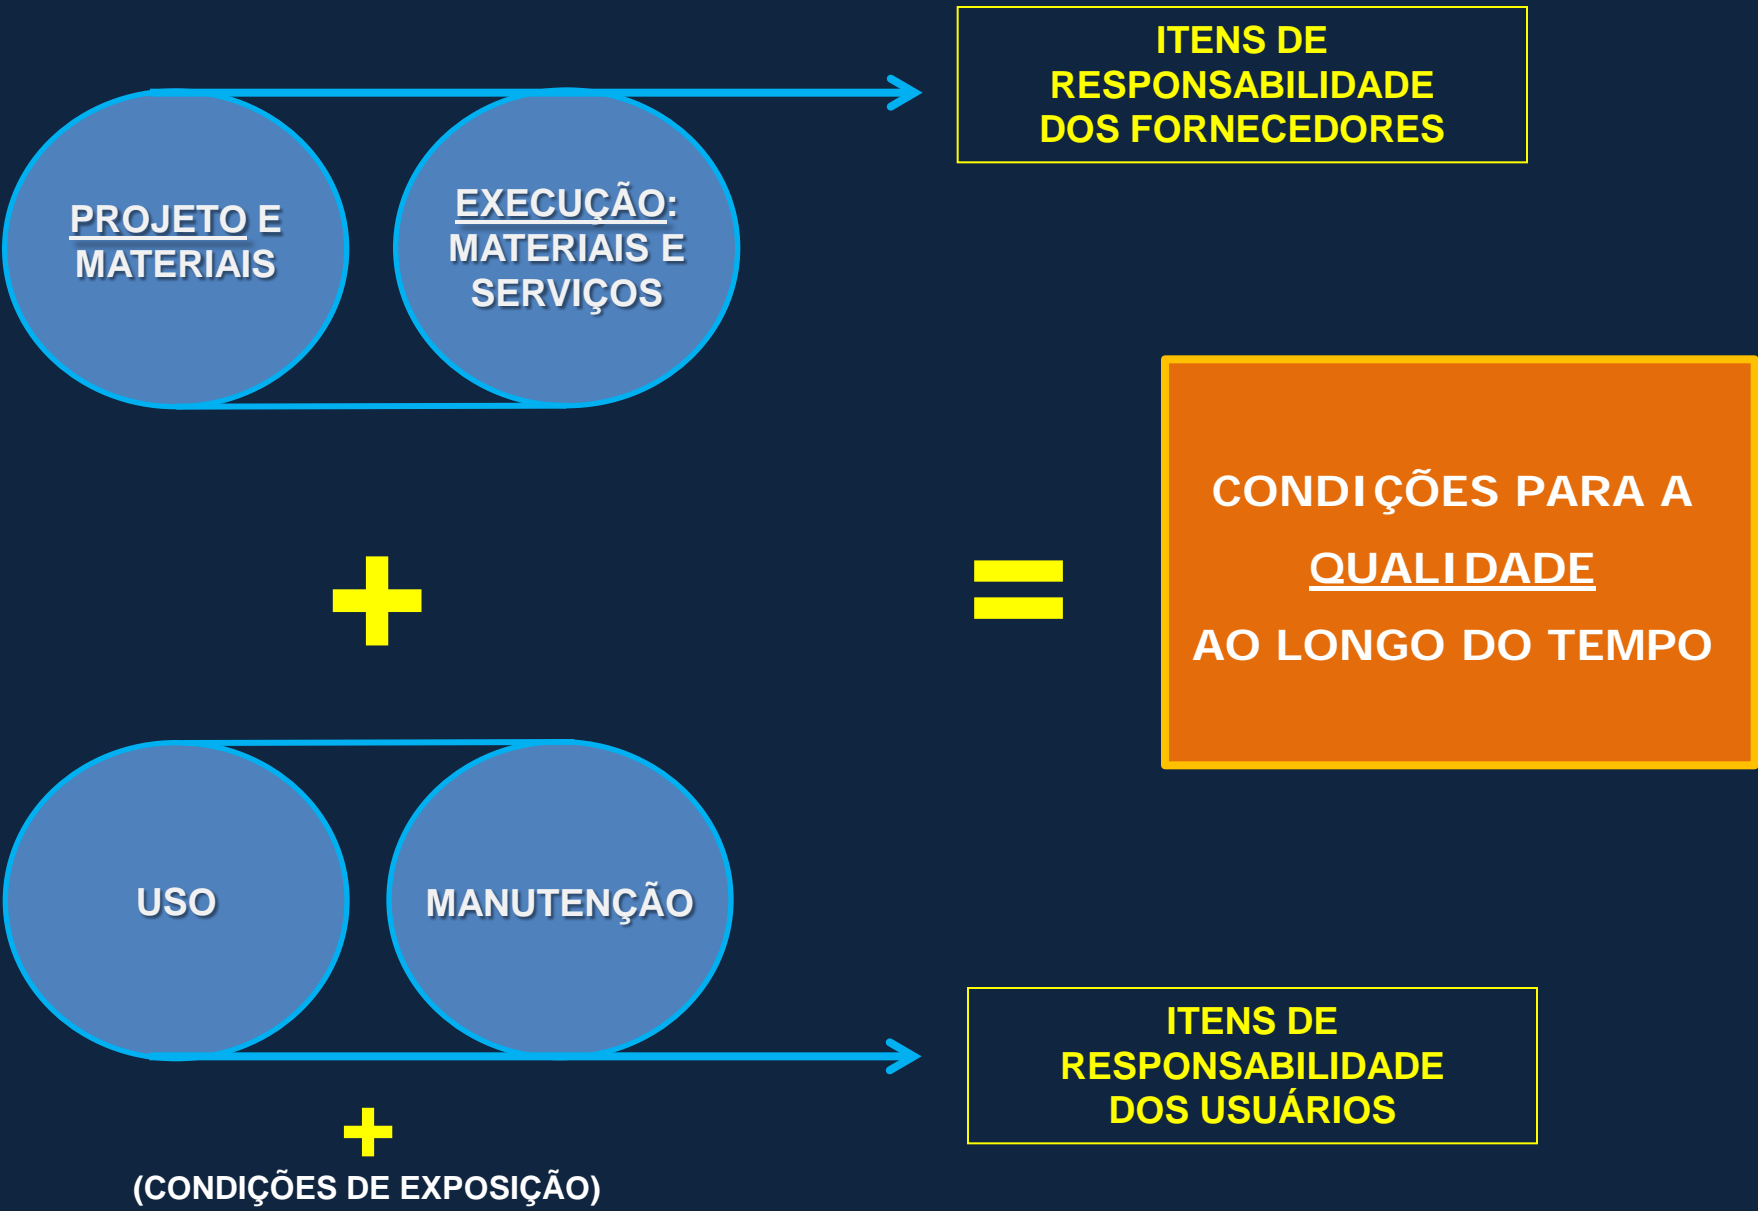 ITENS DE
RESPONSABILIDADE
DOS FORNECEDORES
PROJETO E
MATERIAIS
EXECUÇÃO:
MATERIAIS E
SERVIÇOS
+
=
CONDIÇÕES PARA A
QUALIDADE
AO LONGO DO TEMPO
USO
MANUTENÇÃO
ITENS DE
RESPONSABILIDADE
DOS USUÁRIOS
+
(CONDIÇÕES DE EXPOSIÇÃO)